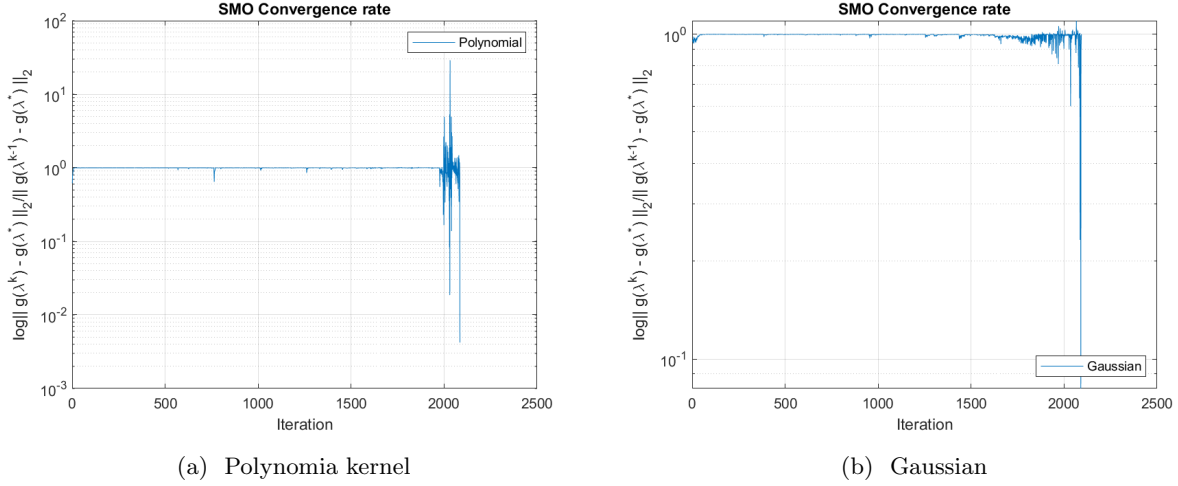 SMO Convergence rate
10^2
10^1
10^0
10^-1
10^-2
10^-3
0 500 1000 1500 2000 2500
Iteration
log|| g(λ^k) - g(λ^*) ||_2/|| g(λ^k-1) - g(λ^*) ||_2
Polynomial
(a) Polynomia kernel
SMO Convergence rate
10^0
10^-1
0 500 1000 1500 2000 2500
Iteration
log|| g(λ^k) - g(λ^*) ||_2/|| g(λ^k-1) - g(λ^*) ||_2
Gaussian
(b) Gaussian